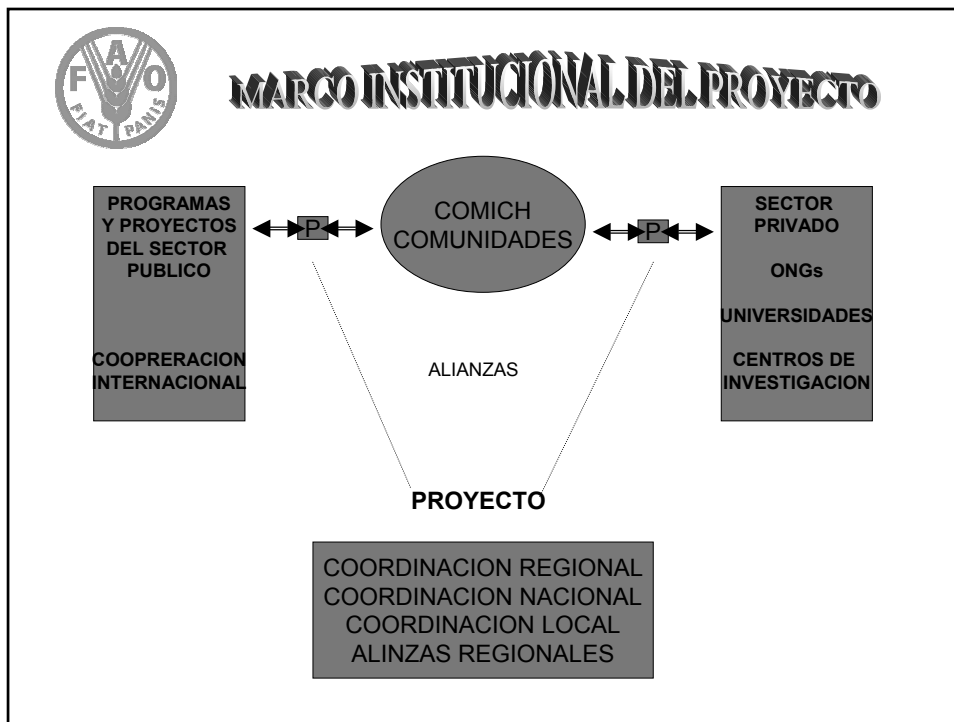 FAO
FIAT PANIS
MARCO INSTITUCIONAL DEL PROYECTO
PROGRAMAS
Y PROYECTOS
DEL SECTOR
PUBLICO
COOPRERACION
INTERNACIONAL
P
COMICH
COMUNIDADES
P
SECTOR
PRIVADO
ONGs
UNIVERSIDADES
CENTROS DE
INVESTIGACION
ALIANZAS
PROYECTO
COORDINACION REGIONAL
COORDINACION NACIONAL
COORDINACION LOCAL
ALINZAS REGIONALES